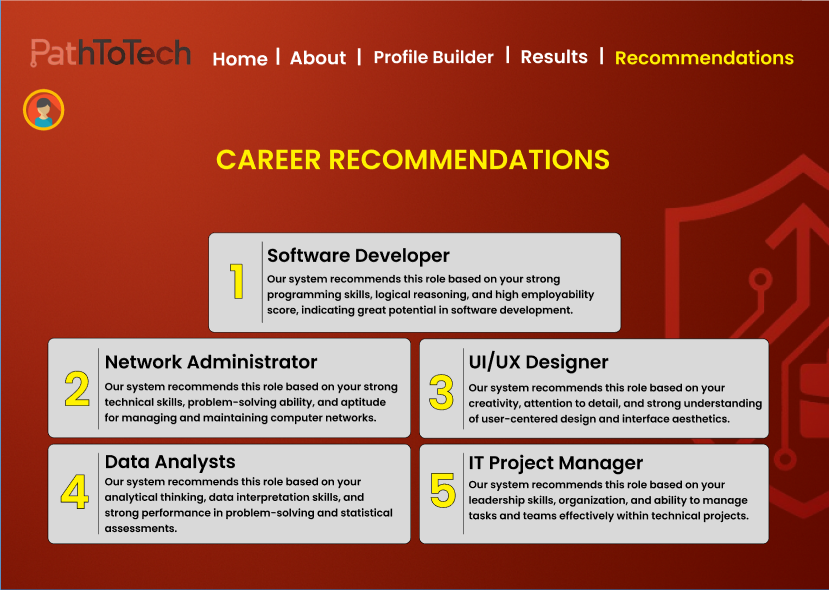 PathToTech
Home | About | Profile Builder | Results | Recommendations
CAREER RECOMMENDATIONS
1
Software Developer
Our system recommends this role based on your strong
programming skills, logical reasoning, and high employability
score, indicating great potential in software development.
2
Network Administrator
Our system recommends this role based on your strong
technical skills, problem-solving ability, and aptitude
for managing and maintaining computer networks.
3
UI/UX Designer
Our system recommends this role based on your
creativity, attention to detail, and strong understanding
of user-centered design and interface aesthetics.
4
Data Analysts
Our system recommends this role based on your
analytical thinking, data interpretation skills, and
strong performance in problem-solving and statistical
assessments.
5
IT Project Manager
Our system recommends this role based on your
leadership skills, organization, and ability to manage
tasks and teams effectively within technical projects.